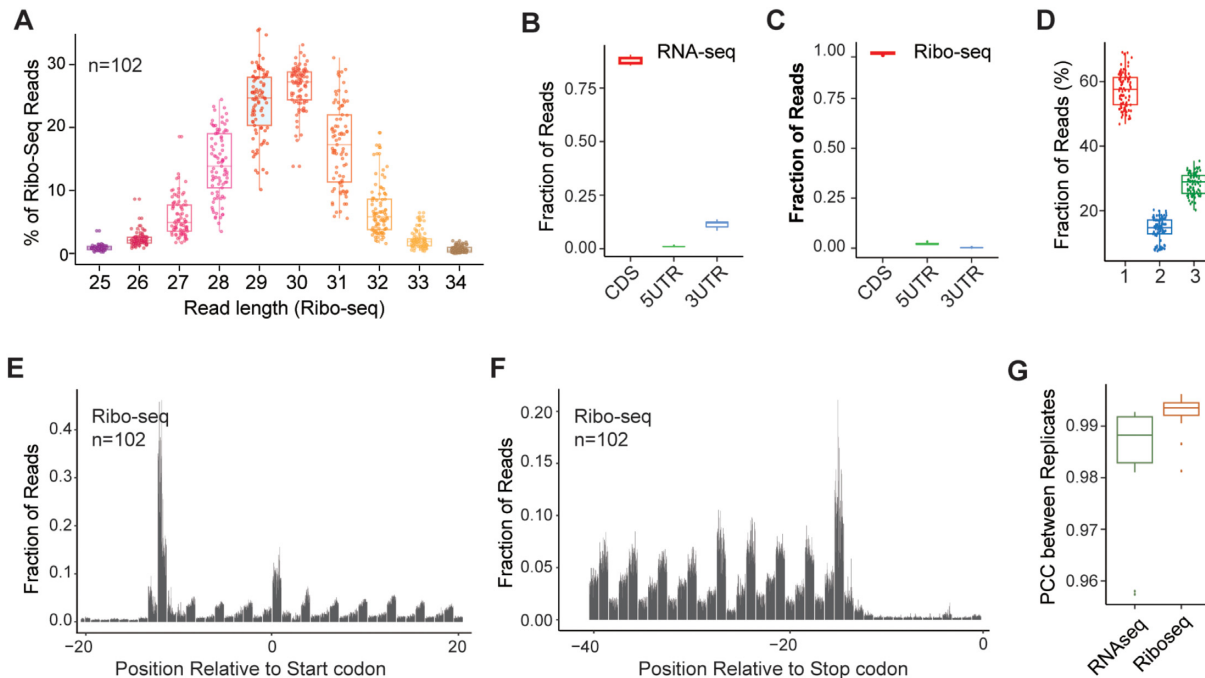 A
n=102
% of Ribo-Seq Reads
30
20
10
0
25 26 27 28 29 30 31 32 33 34
Read length (Ribo-seq)
B
RNA-seq
Fraction of Reads
0.75
0.50
0.25
0.00
CDS 5UTR 3UTR
C
Ribo-seq
Fraction of Reads
1.00
0.75
0.50
0.25
0.00
CDS 5UTR 3UTR
D
Fraction of Reads (%)
60
40
20
1 2 3
E
Ribo-seq
n=102
Fraction of Reads
0.4
0.3
0.2
0.1
0.0
−20 0 20
Position Relative to Start codon
F
Ribo-seq
n=102
Fraction of Reads
0.20
0.15
0.10
0.05
0.00
−40 −20 0
Position Relative to Stop codon
G
PCC between Replicates
0.99
0.98
0.97
0.96
RNAseq Riboseq